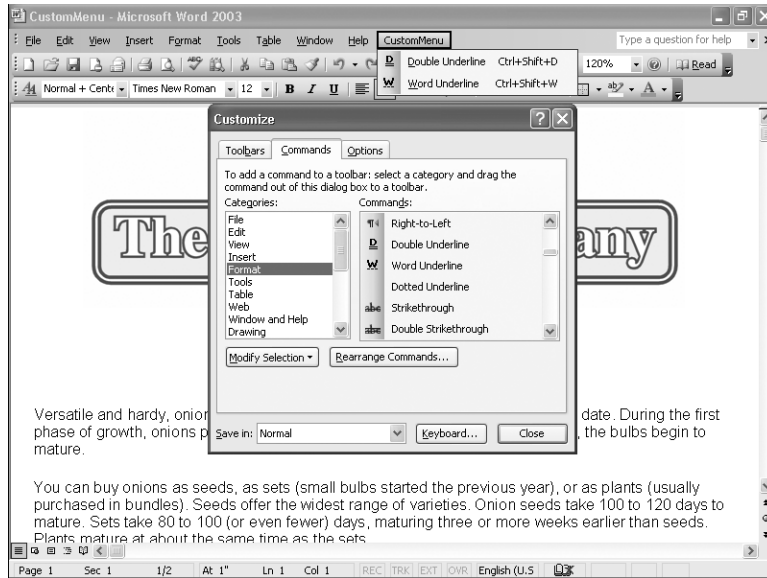 CustomMenu - Microsoft Word 2003
File Edit View Insert Format Tools Table Window Help CustomMenu Type a question for help
Double Underline Ctrl+Shift+D 120% Read
Word Underline Ctrl+Shift+W
Normal + Cente Times New Roman 12 B I U
Customize
Toolbars Commands Options
To add a command to a toolbar: select a category and drag the
command out of this dialog box to a toolbar.
Categories: Commands:
File
Edit
View
Insert
Format
Tools
Table
Web
Window and Help
Drawing
Right-to-Left
Double Underline
Word Underline
Dotted Underline
Strikethrough
Double Strikethrough
Modify Selection Rearrange Commands...
Save in: Normal Keyboard... Close
The any
Versatile and hardy, onion date. During the first
phase of growth, onions p , the bulbs begin to
mature.
You can buy onions as seeds, as sets (small bulbs started the previous year), or as plants (usually
purchased in bundles). Seeds offer the widest range of varieties. Onion seeds take 100 to 120 days to
mature. Sets take 80 to 100 (or even fewer) days, maturing three or more weeks earlier than seeds.
Plants mature at about the same time as the sets
Page 1 Sec 1 1/2 At 1" Ln 1 Col 1 REC TRK EXT OVR English (U.S